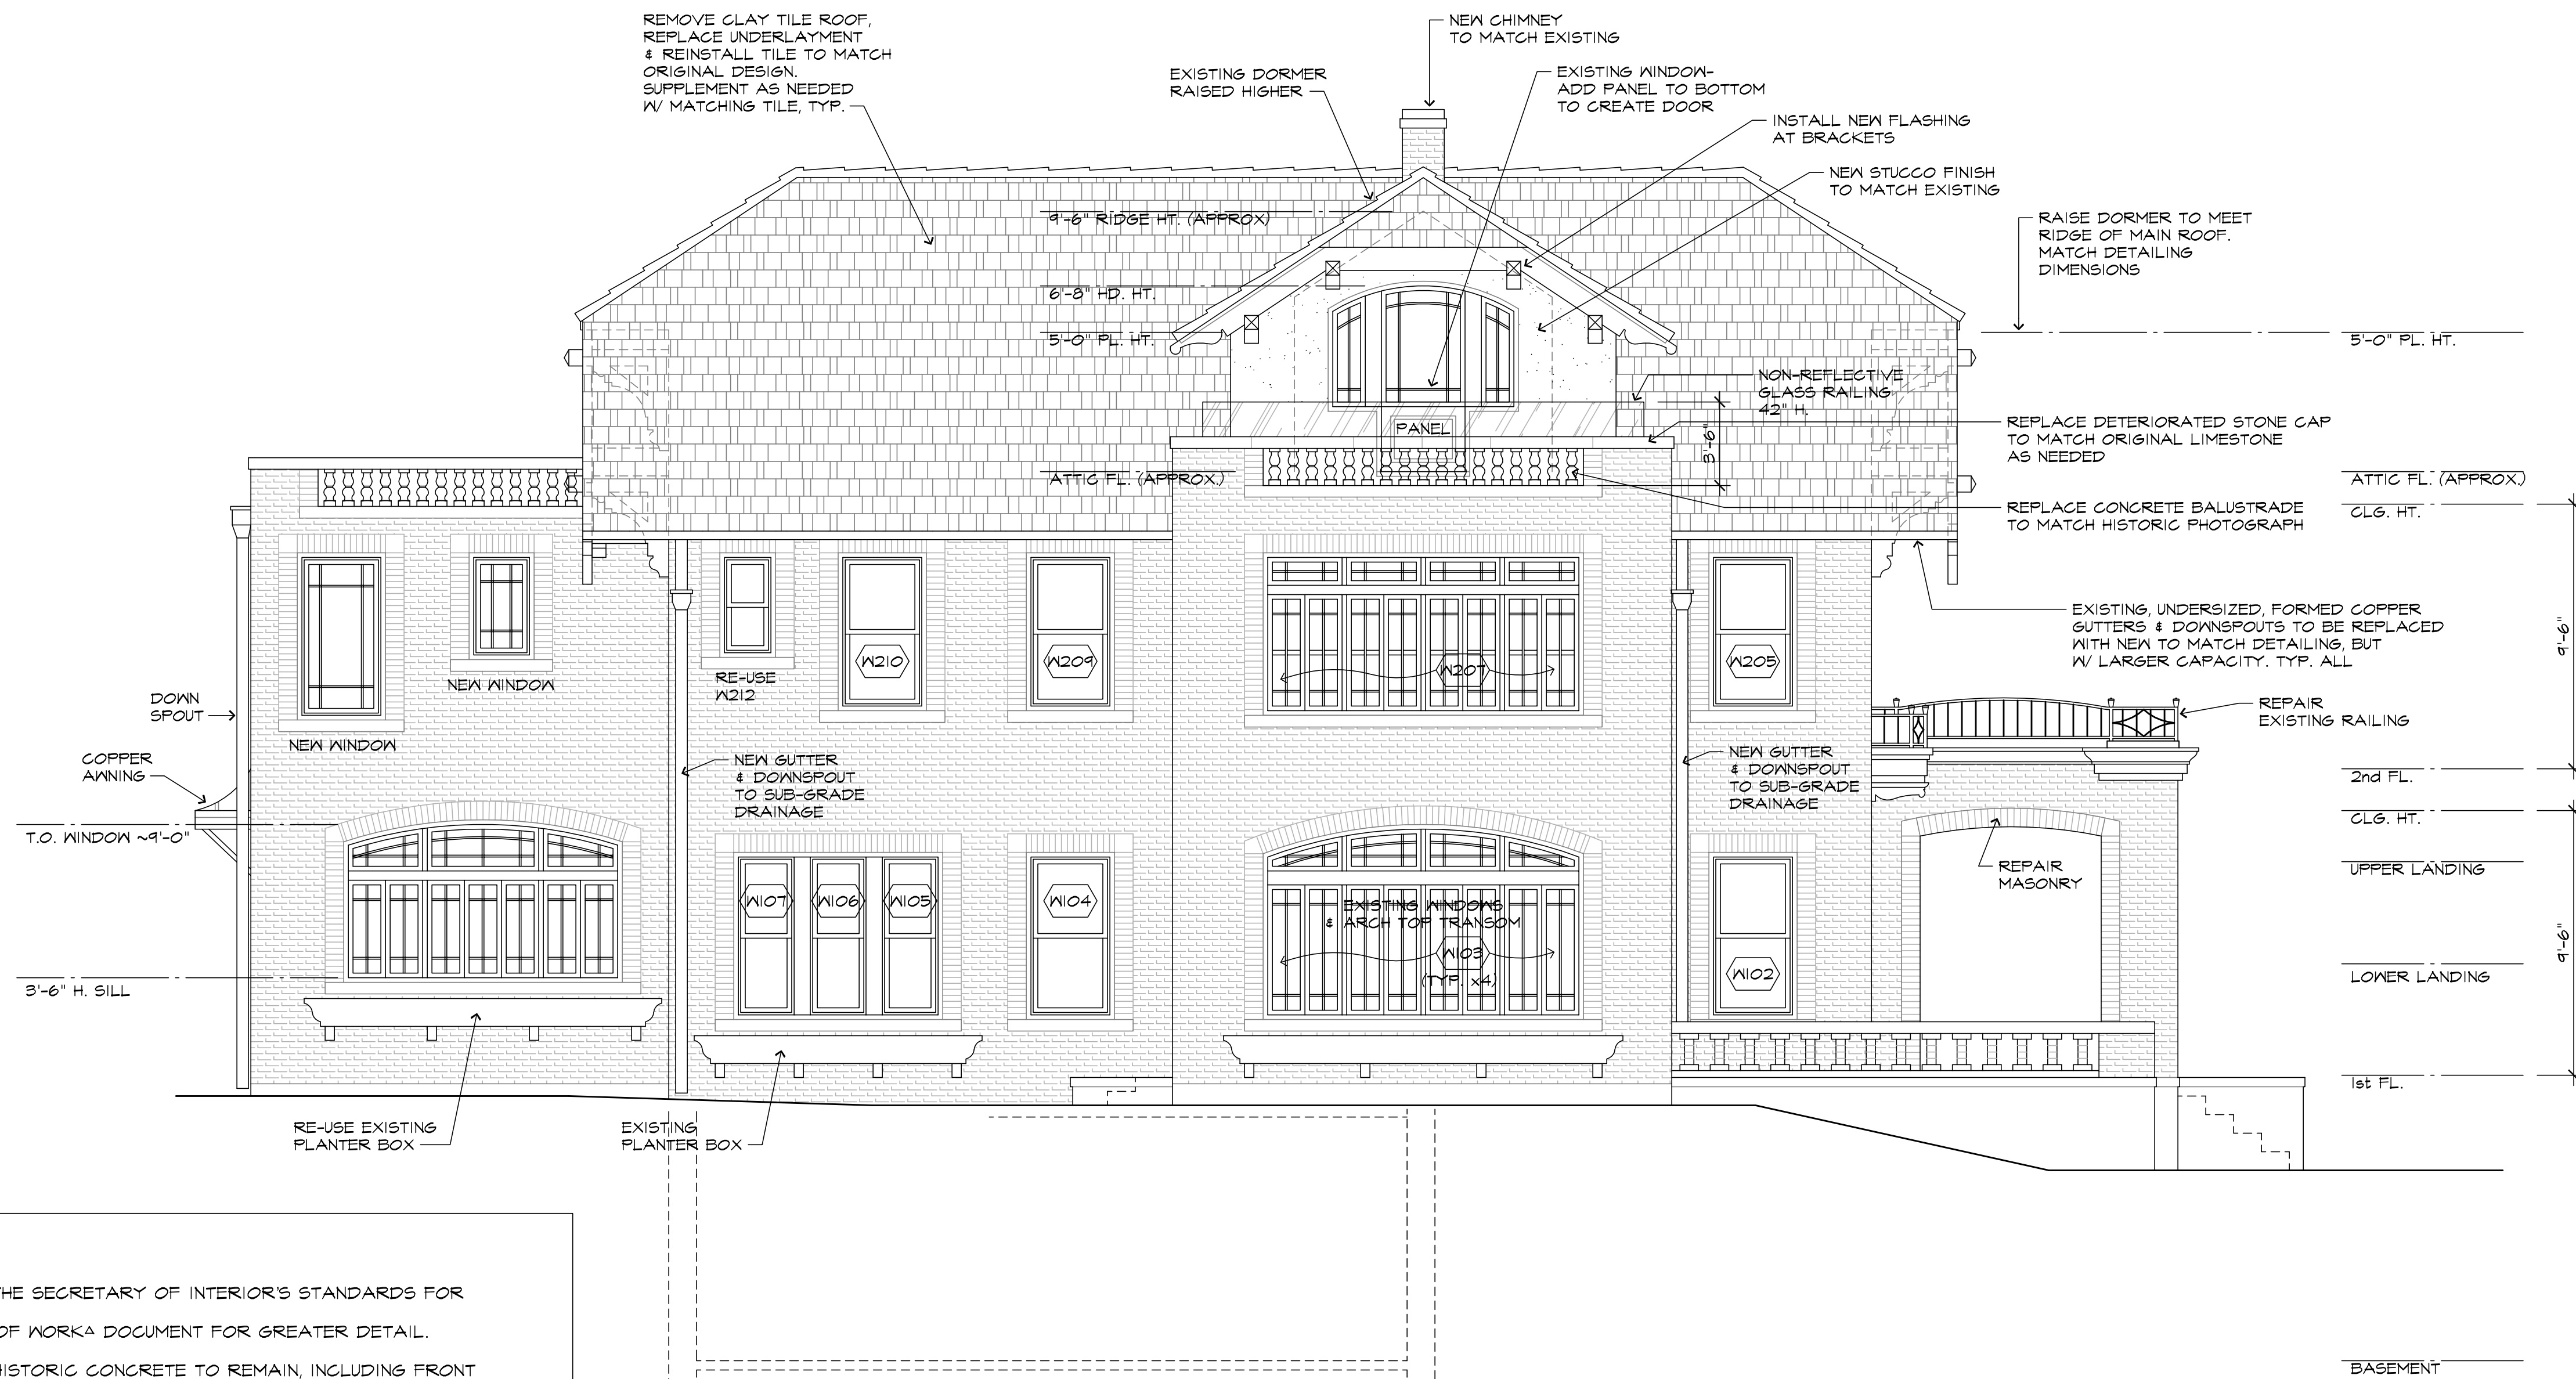 REMOVE CLAY TILE ROOF,
REPLACE UNDERLAYMENT
& REINSTALL TILE TO MATCH
ORIGINAL DESIGN.
SUPPLEMENT AS NEEDED
W/ MATCHING TILE, TYP.
EXISTING DORMER
RAISED HIGHER
NEW CHIMNEY
TO MATCH EXISTING
EXISTING WINDOW-
ADD PANEL TO BOTTOM
TO CREATE DOOR
INSTALL NEW FLASHING
AT BRACKETS
NEW STUCCO FINISH
TO MATCH EXISTING
RAISE DORMER TO MEET
RIDGE OF MAIN ROOF.
MATCH DETAILING
DIMENSIONS
9'-6" RIDGE HT. (APPROX)
6'-8" HD. HT.
5'-0" PL. HT.
5'-0" PL. HT.
NON-REFLECTIVE
GLASS RAILING
42" H.
PANEL
3'-6"
REPLACE DETERIORATED STONE CAP
TO MATCH ORIGINAL LIMESTONE
AS NEEDED
ATTIC FL. (APPROX.)
ATTIC FL. (APPROX.)
REPLACE CONCRETE BALUSTRADE
TO MATCH HISTORIC PHOTOGRAPH
CLG. HT.
EXISTING, UNDERSIZED, FORMED COPPER
GUTTERS & DOWNSPOUTS TO BE REPLACED
WITH NEW TO MATCH DETAILING, BUT
W/ LARGER CAPACITY. TYP. ALL
9'-6"
W210
W209
W207
W205
RE-USE
W212
NEW WINDOW
NEW WINDOW
DOWN
SPOUT
COPPER
AWNING
REPAIR
EXISTING RAILING
NEW GUTTER
& DOWNSPOUT
TO SUB-GRADE
DRAINAGE
NEW GUTTER
& DOWNSPOUT
TO SUB-GRADE
DRAINAGE
2nd FL.
CLG. HT.
T.O. WINDOW ~9'-0"
REPAIR
MASONRY
UPPER LANDING
W107
W106
W105
W104
EXISTING WINDOWS
& ARCH TOP TRANSOM
W103
(TYP. x4)
W102
9'-6"
LOWER LANDING
3'-6" H. SILL
1st FL.
RE-USE EXISTING
PLANTER BOX
EXISTING
PLANTER BOX
THE SECRETARY OF INTERIOR'S STANDARDS FOR
OF WORK△ DOCUMENT FOR GREATER DETAIL.
HISTORIC CONCRETE TO REMAIN, INCLUDING FRONT
BASEMENT